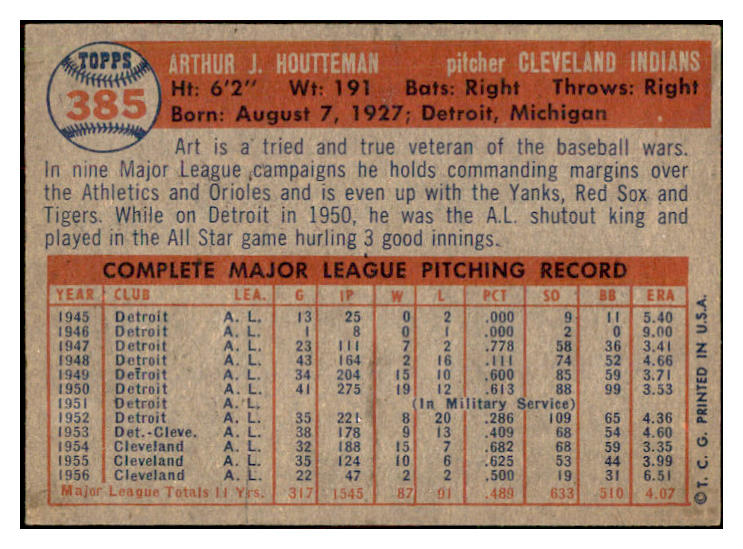 TOPPS
385
ARTHUR J. HOUTTEMAN pitcher CLEVELAND INDIANS
Ht: 6'2" Wt: 191 Bats: Right Throws: Right
Born: August 7, 1927; Detroit, Michigan
Art is a tried and true veteran of the baseball wars.
In nine Major League campaigns he holds commanding margins over
the Athletics and Orioles and is even up with the Yanks, Red Sox and
Tigers. While on Detroit in 1950, he was the A.L. shutout king and
played in the All Star game hurling 3 good innings.
COMPLETE MAJOR LEAGUE PITCHING RECORD
YEAR CLUB LEA. G IP W L PCT SO BB ERA
1945 Detroit A. L. 13 25 0 2 .000 9 11 5.40
1946 Detroit A. L. 1 8 0 1 .000 2 0 9.00
1947 Detroit A. L. 23 111 7 2 .778 58 36 3.41
1948 Detroit A. L. 43 164 2 16 .111 74 52 4.66
1949 Detroit A. L. 34 204 15 10 .600 85 59 3.71
1950 Detroit A. L. 41 275 19 12 .613 88 99 3.53
1951 Detroit A. L. (In Military Service)
1952 Detroit A. L. 35 221 8 20 .286 109 65 4.36
1953 Det.-Cleve. A. L. 38 178 9 13 .409 68 54 4.60
1954 Cleveland A. L. 32 188 15 7 .682 68 59 3.35
1955 Cleveland A. L. 35 124 10 6 .625 53 44 3.99
1956 Cleveland A. L. 22 47 2 2 .500 19 31 6.51
Major League Totals 11 Yrs. 317 1545 87 91 .489 633 510 4.07
© T. C. G. PRINTED IN U.S.A.